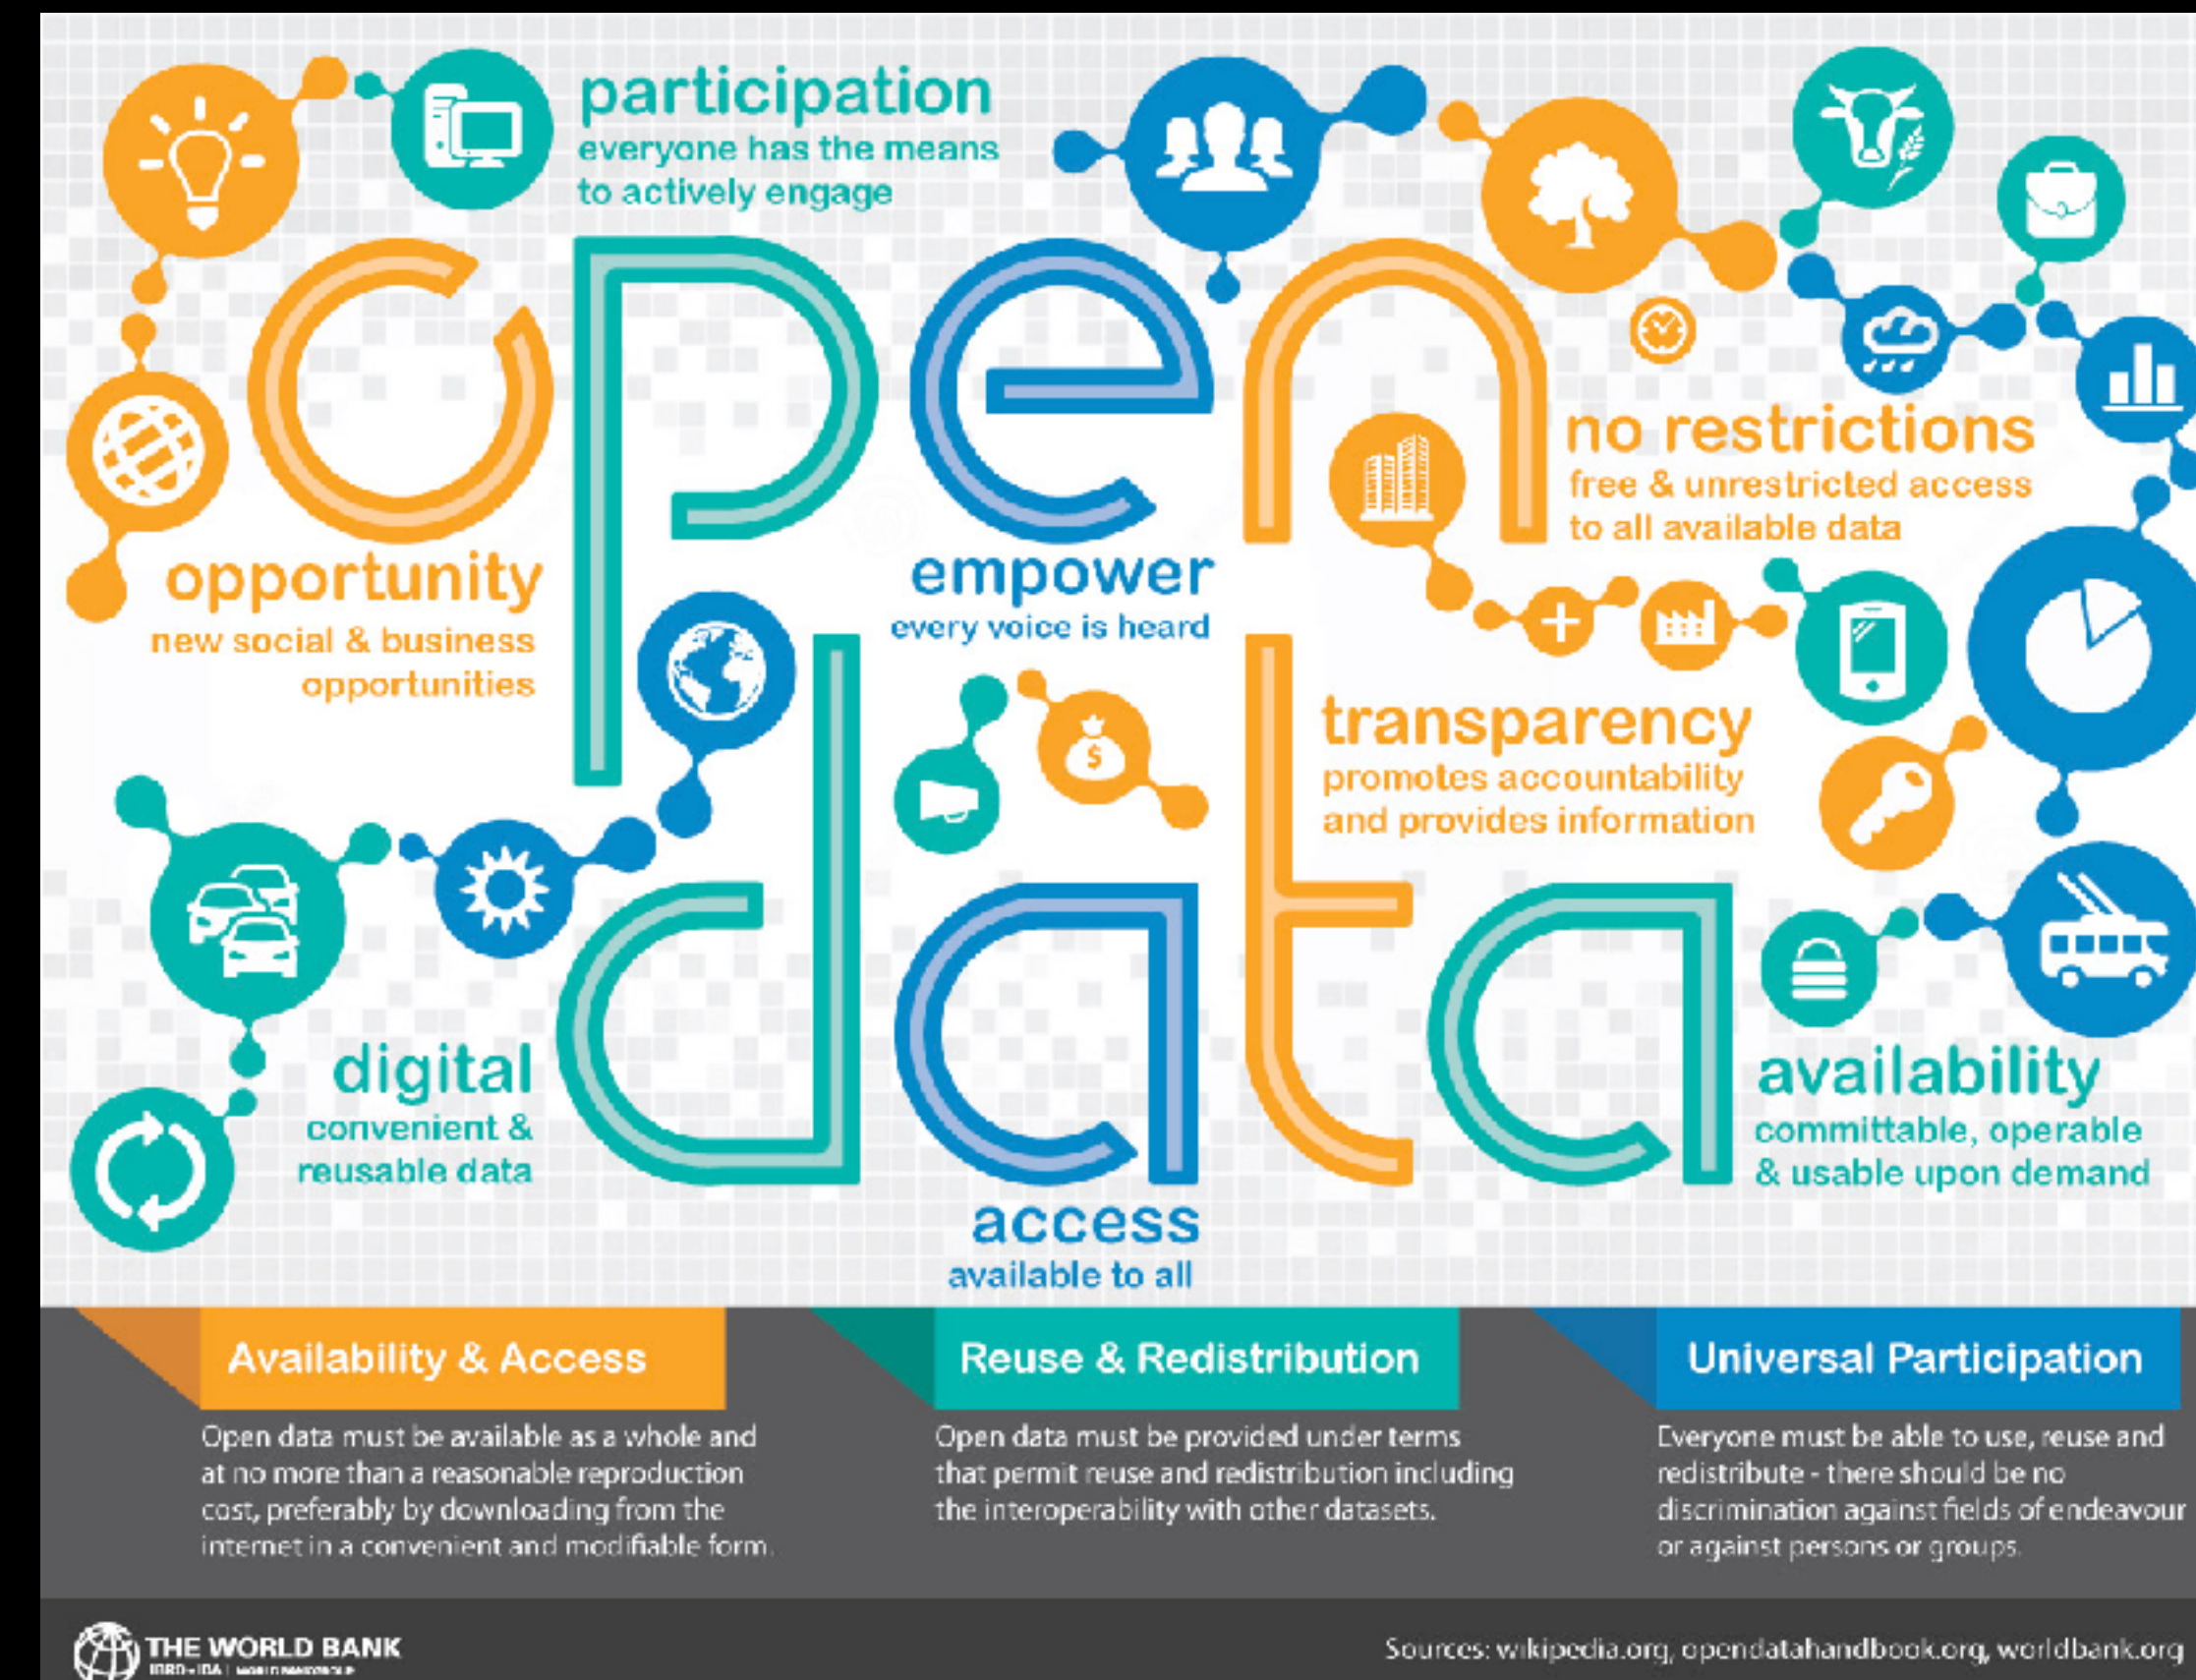 participation
everyone has the means
to actively engage
open
opportunity
new social & business
opportunities
empower
every voice is heard
no restrictions
free & unrestricted access
to all available data
$
transparency
promotes accountability
and provides information
data
digital
convenient &
reusable data
access
available to all
availability
committable, operable
& usable upon demand
Availability & Access
Open data must be available as a whole and
at no more than a reasonable reproduction
cost, preferably by downloading from the
internet in a convenient and modifiable form.
Reuse & Redistribution
Open data must be provided under terms
that permit reuse and redistribution including
the interoperability with other datasets.
Universal Participation
Everyone must be able to use, reuse and
redistribute - there should be no
discrimination against fields of endeavour
or against persons or groups.
THE WORLD BANK
IBRD • IDA | WORLD BANK GROUP
Sources: wikipedia.org, opendatahandbook.org, worldbank.org